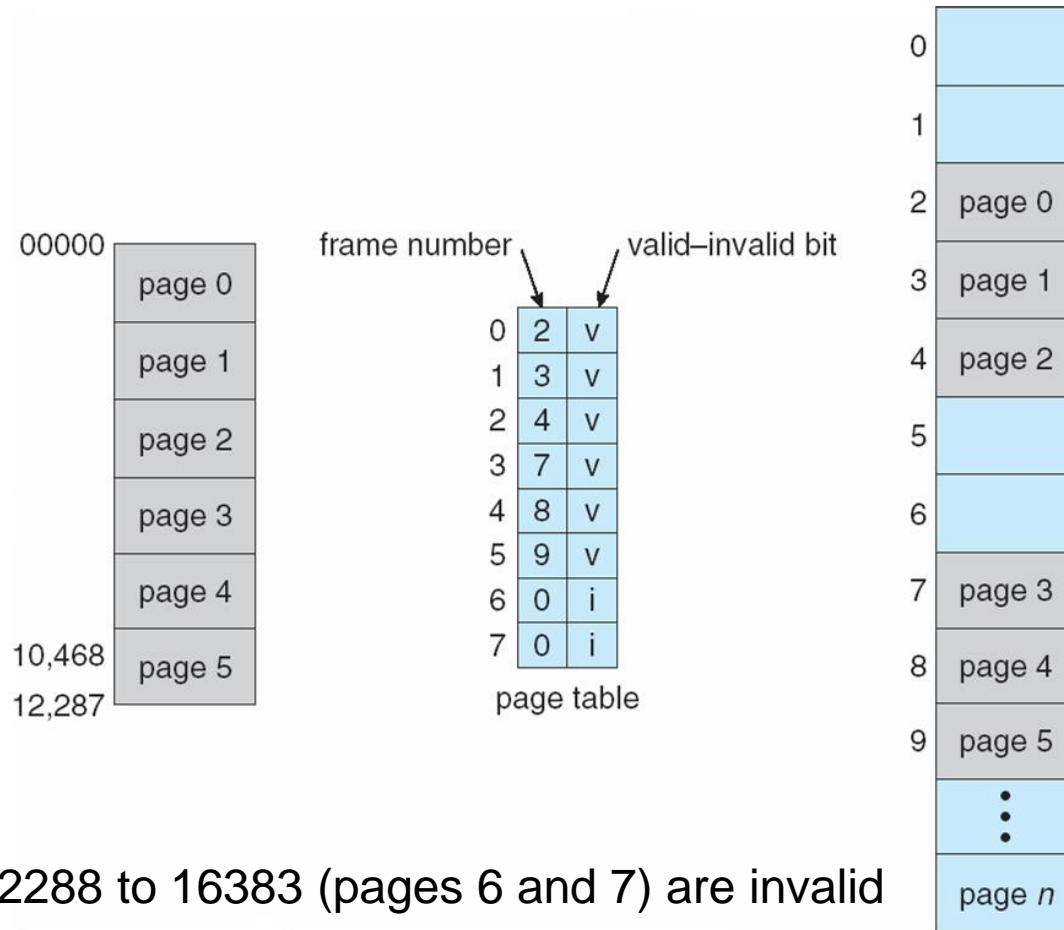 00000
page 0
page 1
page 2
page 3
page 4
10,468
page 5
12,287
frame number
valid–invalid bit
0 2 v
1 3 v
2 4 v
3 7 v
4 8 v
5 9 v
6 0 i
7 0 i
page table
0
1
2 page 0
3 page 1
4 page 2
5
6
7 page 3
8 page 4
9 page 5
page n
2288 to 16383 (pages 6 and 7) are invalid